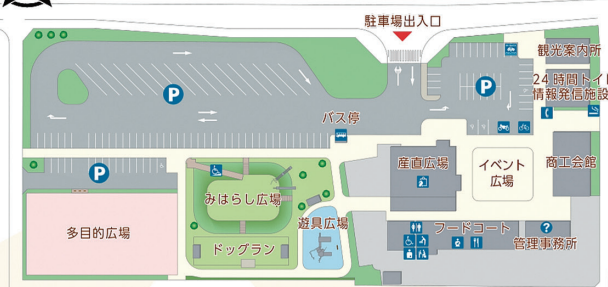 駐車場出入口
観光案内所
24時間トイレ
情報発信施設
P
P
バス停
P
産直広場
イベント
広場
商工会館
みはらし広場
遊具広場
多目的広場
ドッグラン
フードコート
?
管理事務所